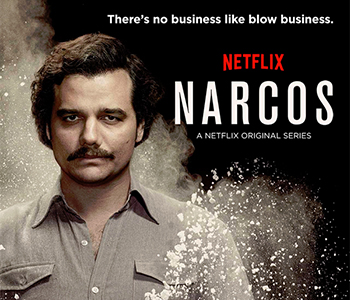 There's no business like blow business.
NETFLIX
NARCOS
A NETFLIX ORIGINAL SERIES